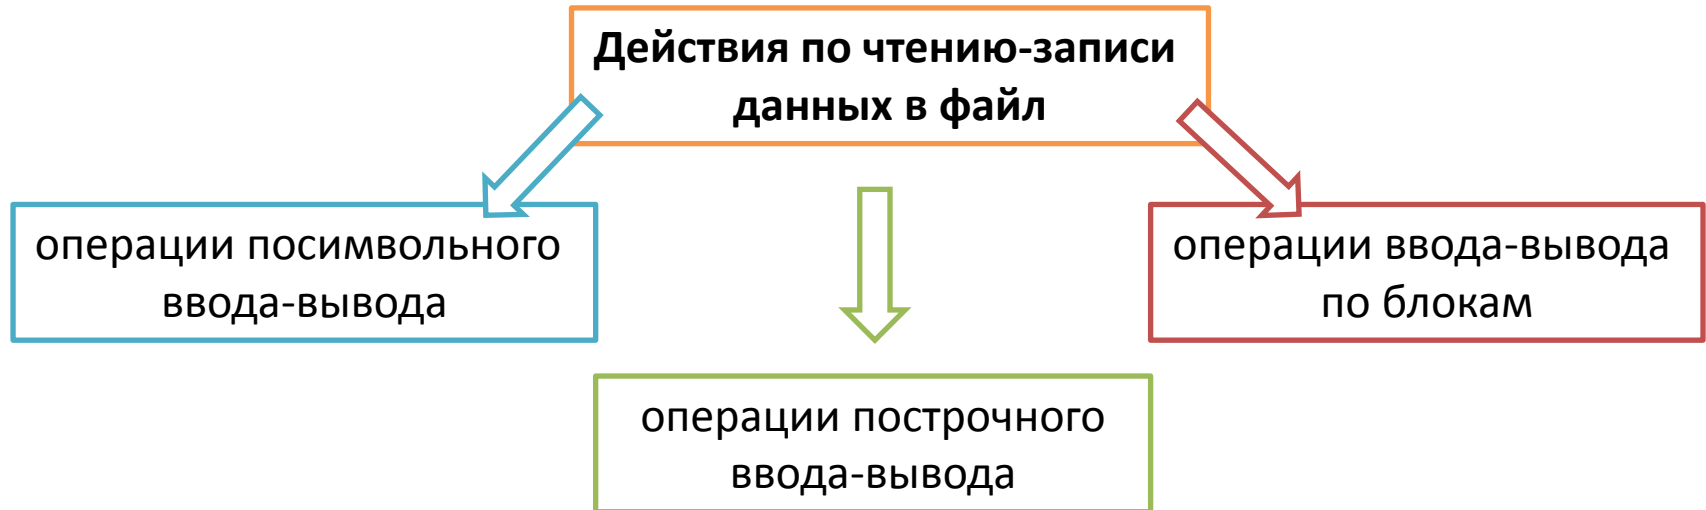 Действия по чтению-записи
данных в файл
операции посимвольного
ввода-вывода
операции ввода-вывода
по блокам
операции построчного
ввода-вывода